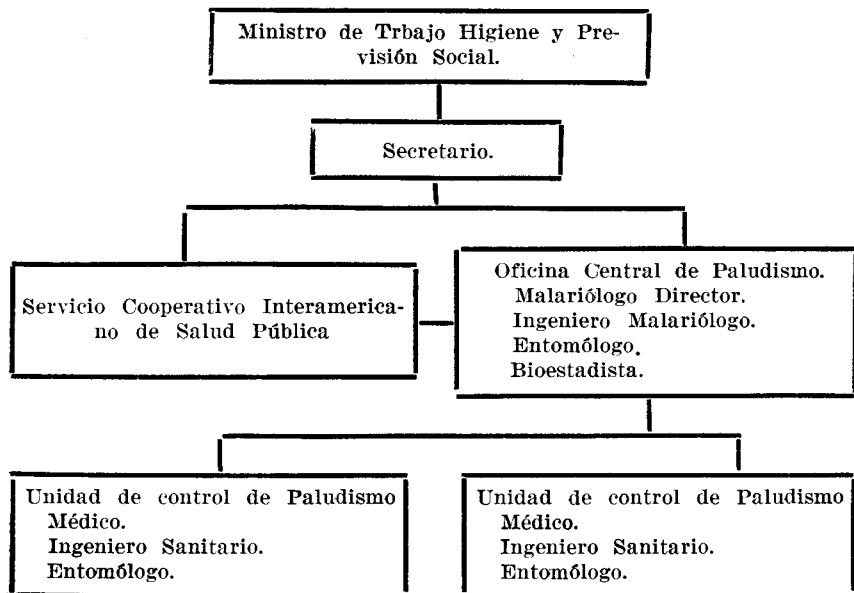 Ministro de Trbajo Higiene y Pre-
visión Social.
Secretario.
Servicio Cooperativo Interamerica-
no de Salud Pública
Oficina Central de Paludismo.
Malariólogo Director.
Ingeniero Malariólogo.
Entomólogo.
Bioestadista.
Unidad de control de Paludismo
Médico.
Ingeniero Sanitario.
Entomólogo.
Unidad de control de Paludismo
Médico.
Ingeniero Sanitario.
Entomólogo.